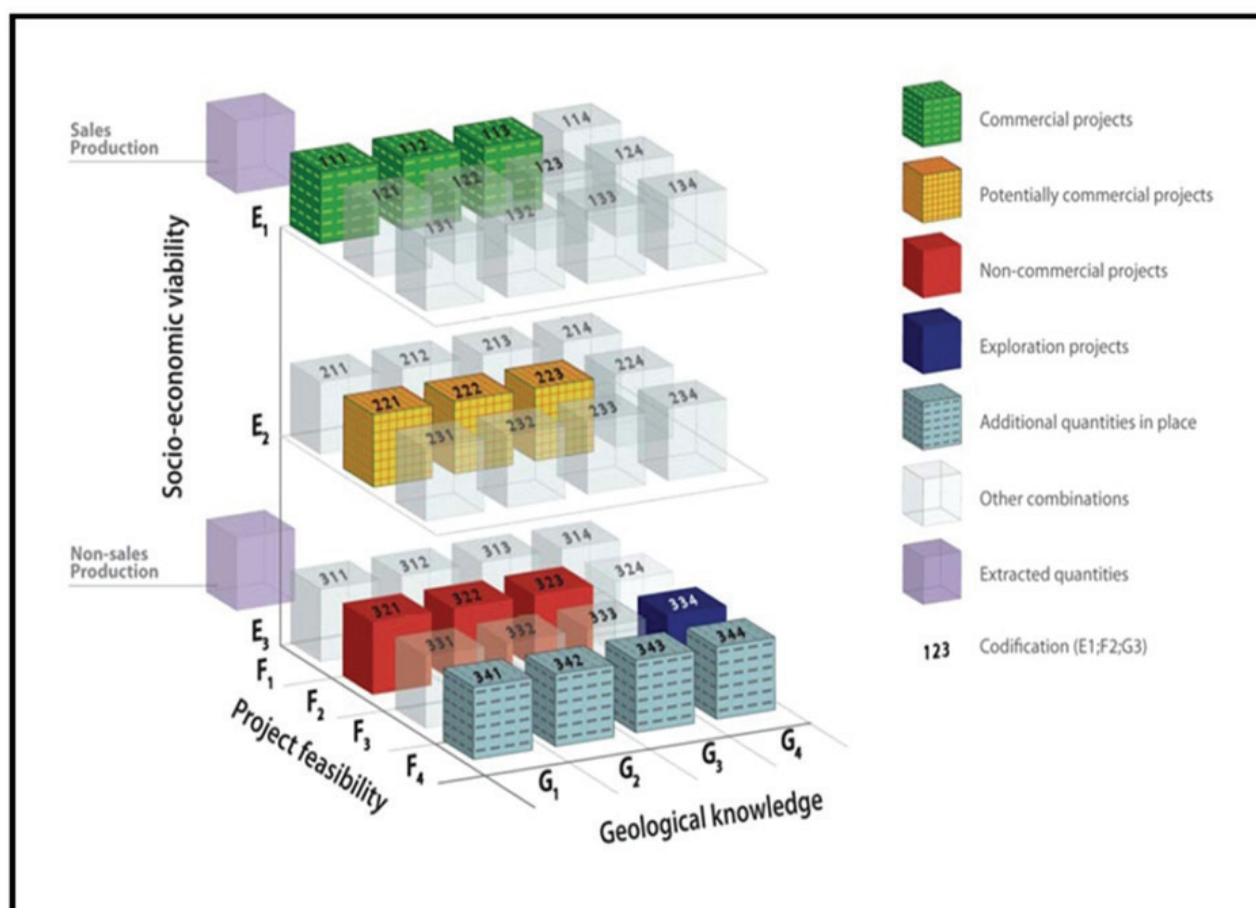 Sales
Production
Socio-economic viability
E1
111
112
113
114
121
122
123
124
131
132
133
134
E2
211
212
213
214
221
222
223
224
231
232
233
234
Non-sales
Production
E3
311
312
313
314
321
322
323
324
331
332
333
334
341
342
343
344
F1
F2
F3
F4
Project feasibility
G1
G2
G3
G4
Geological knowledge
Commercial projects
Potentially commercial projects
Non-commercial projects
Exploration projects
Additional quantities in place
Other combinations
Extracted quantities
123 Codification (E1;F2;G3)